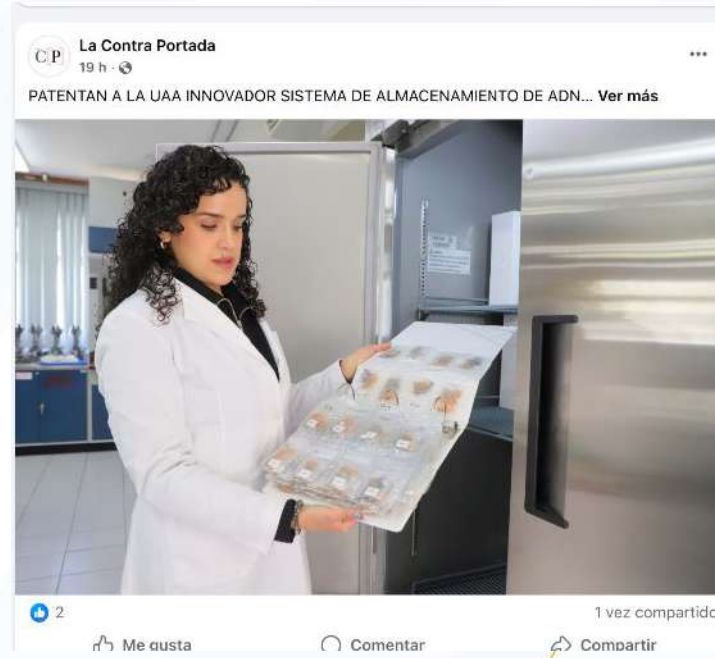 CP
La Contra Portada
19 h ·
PATENTAN A LA UAA INNOVADOR SISTEMA DE ALMACENAMIENTO DE ADN... Ver más
2
1 vez compartido
Me gusta
Comentar
Compartir